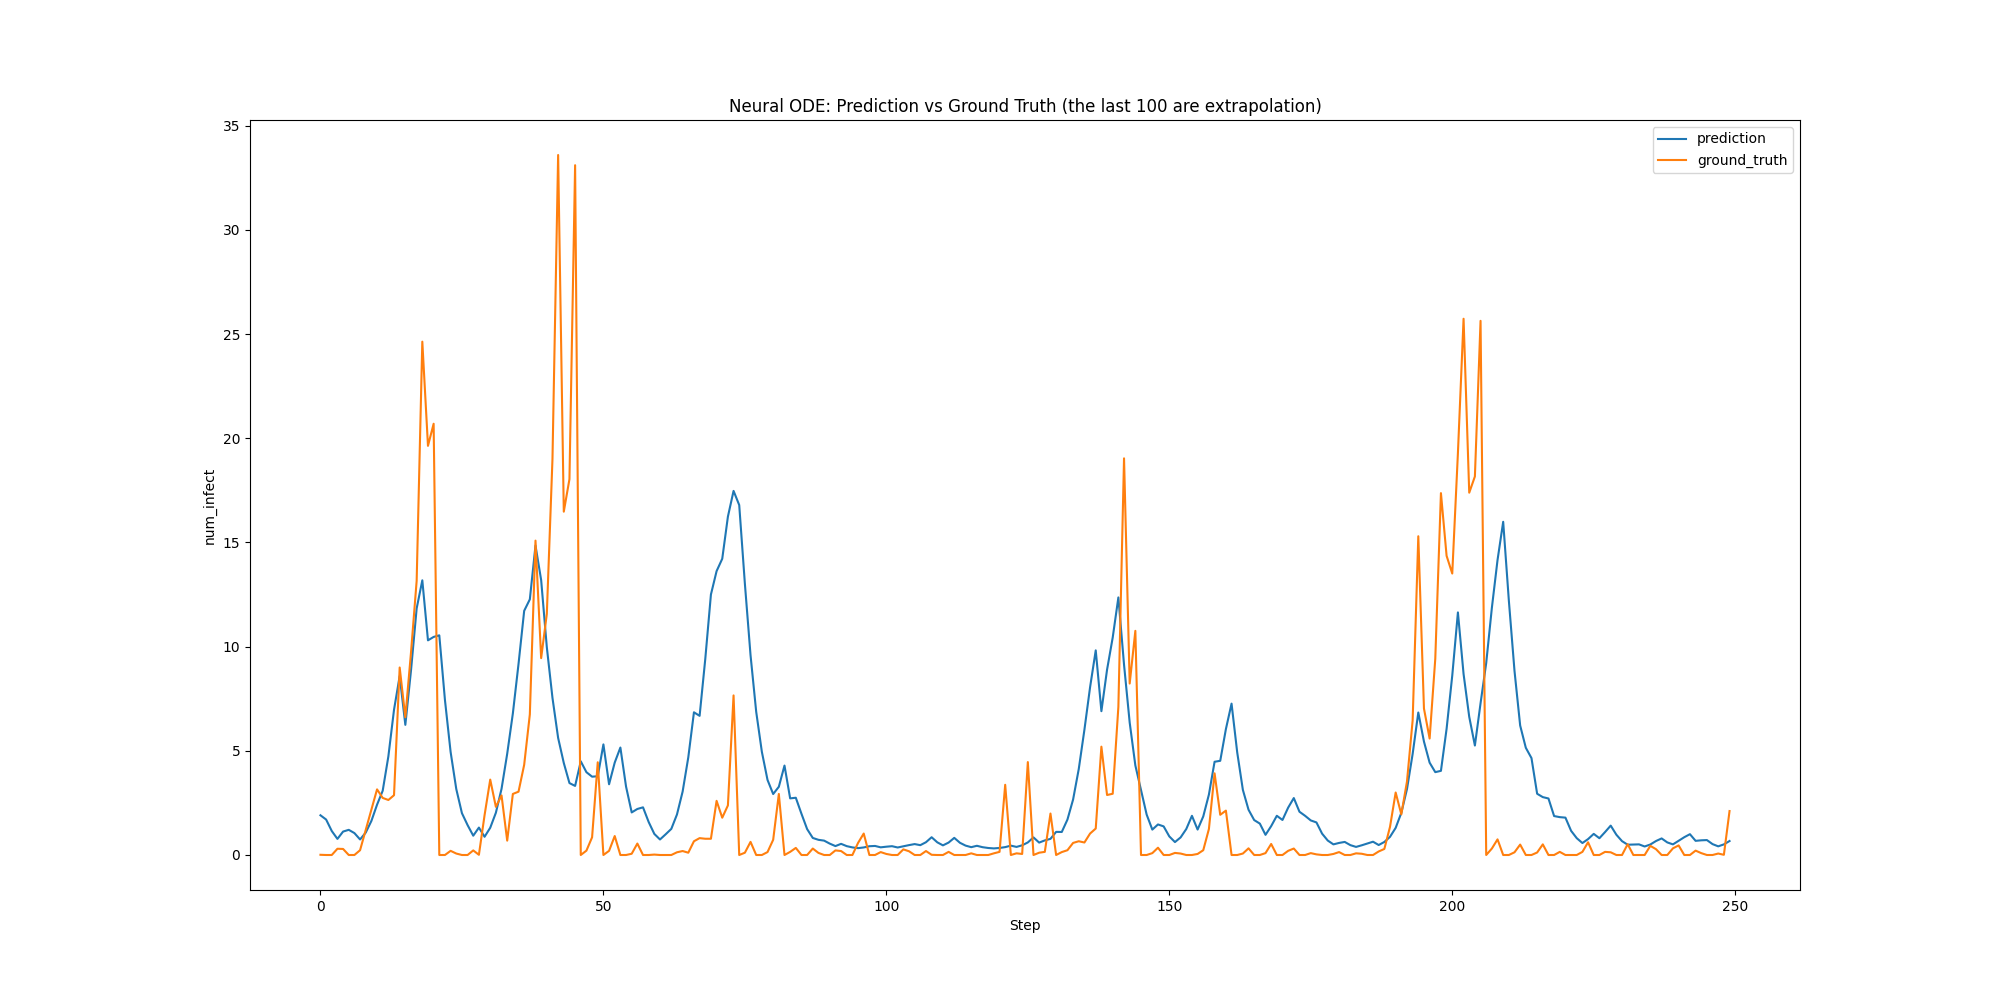 Neural ODE: Prediction vs Ground Truth (the last 100 are extrapolation)
35
30
25
20
15
10
5
0
num_infect
prediction
ground_truth
0 50 100 150 200 250
Step